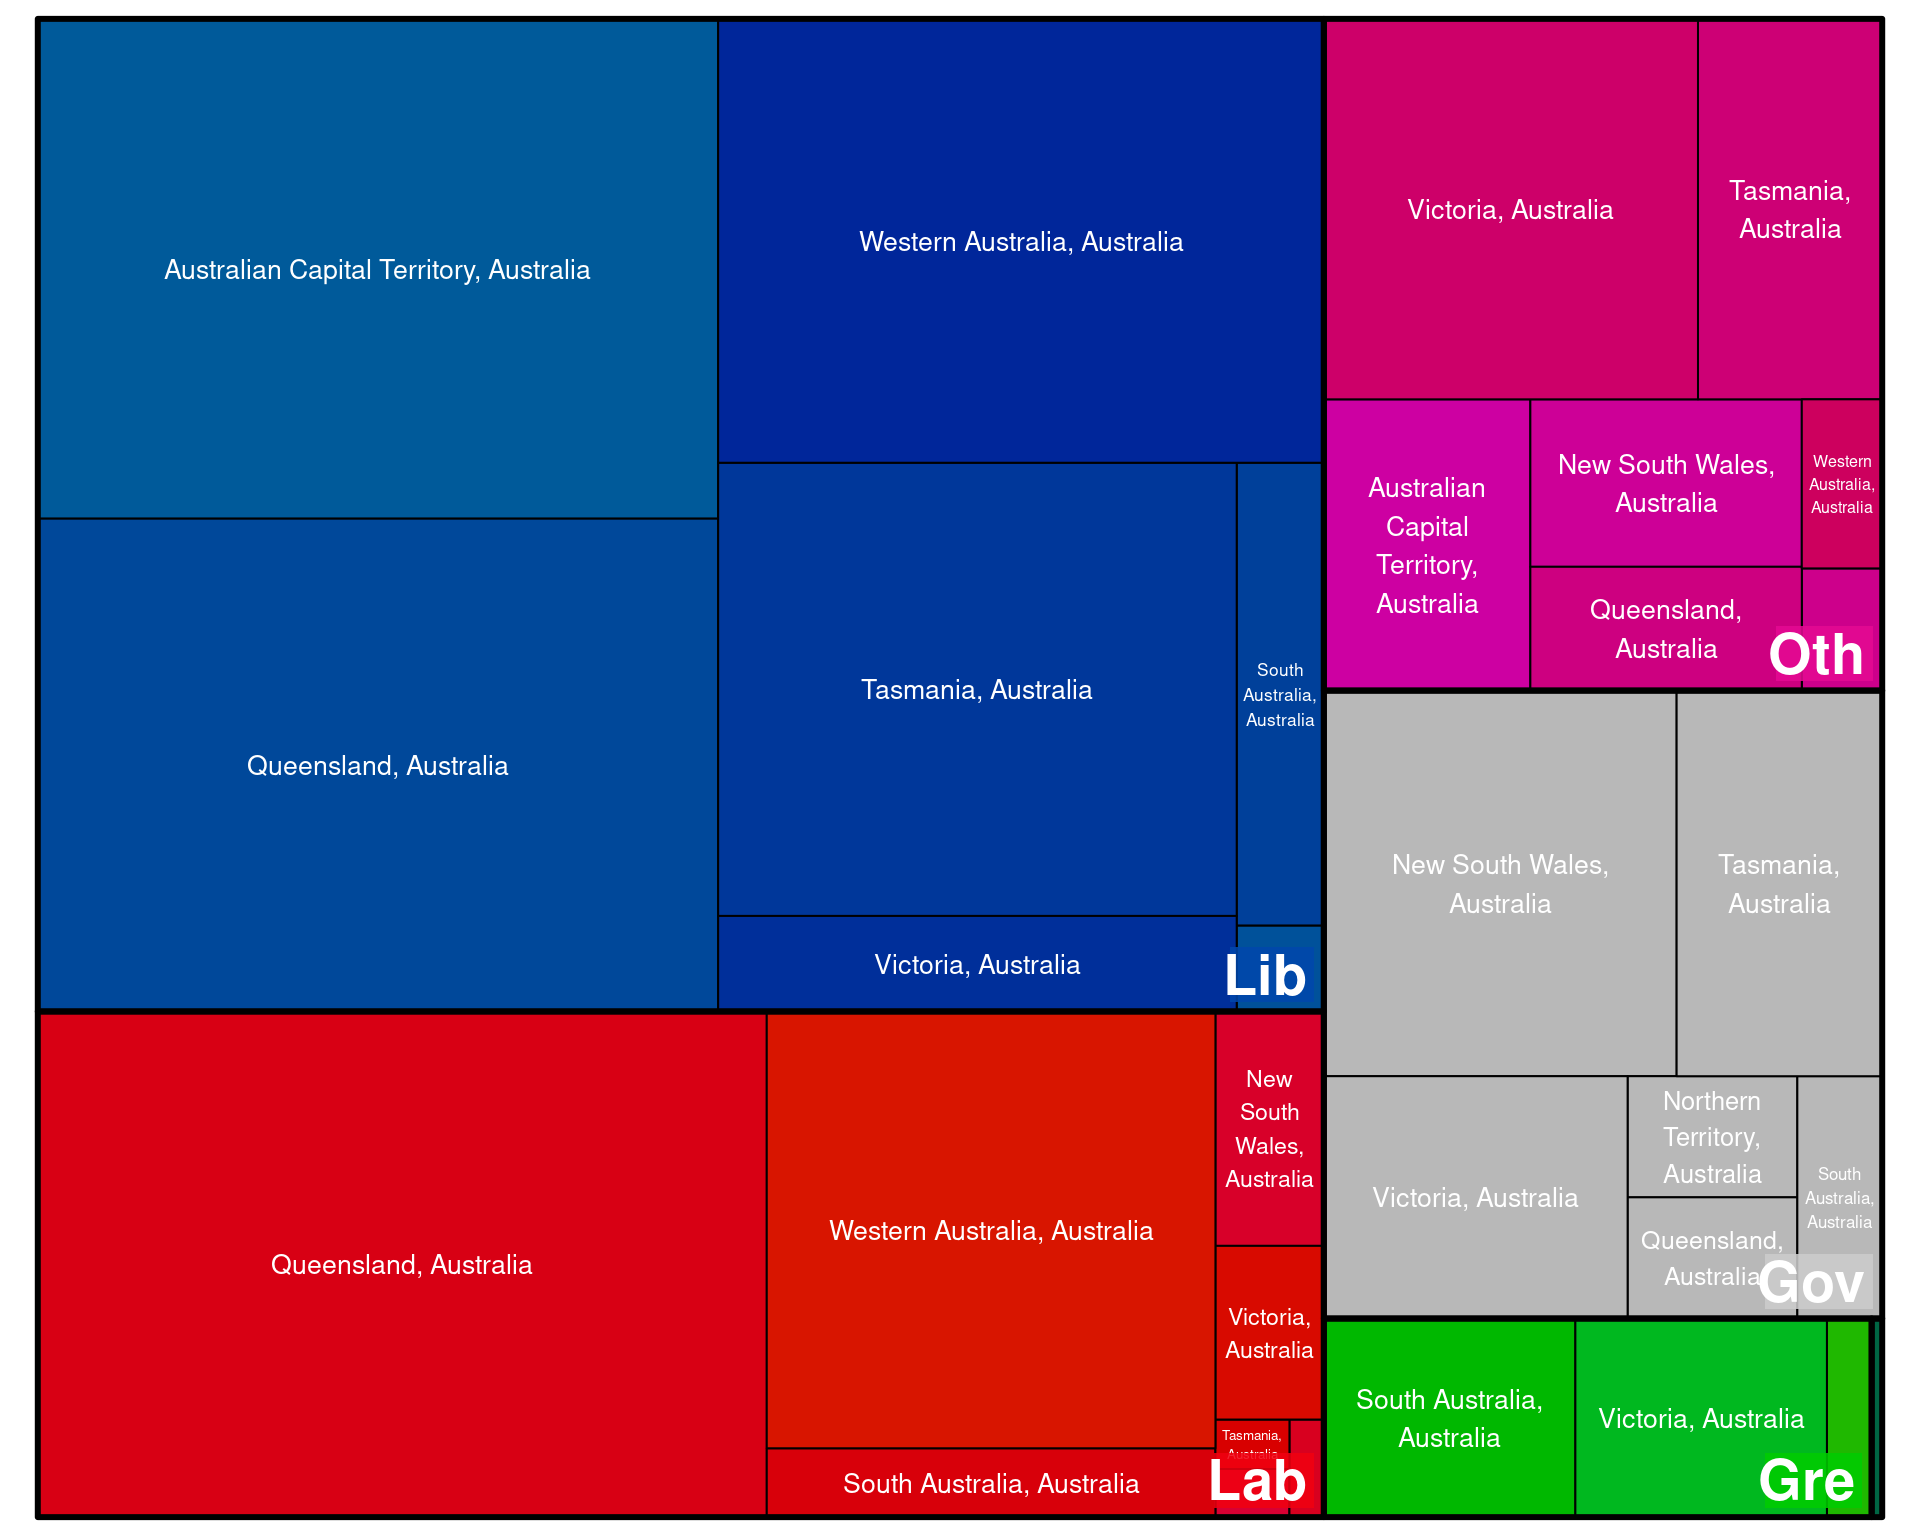 Australian Capital Territory, Australia
Queensland, Australia
Western Australia, Australia
Tasmania, Australia
South
Australia,
Australia
Victoria, Australia
Lib
Queensland, Australia
Western Australia, Australia
South Australia, Australia
New
South
Wales,
Australia
Victoria,
Australia
Tasmania,
Australia
Lab
Victoria, Australia
Tasmania,
Australia
Australian
Capital
Territory,
Australia
New South Wales,
Australia
Western
Australia,
Australia
Queensland,
Australia
Oth
New South Wales,
Australia
Tasmania,
Australia
Victoria, Australia
Northern
Territory,
Australia
Queensland,
Australia
South
Australia,
Australia
Gov
South Australia,
Australia
Victoria, Australia
Gre